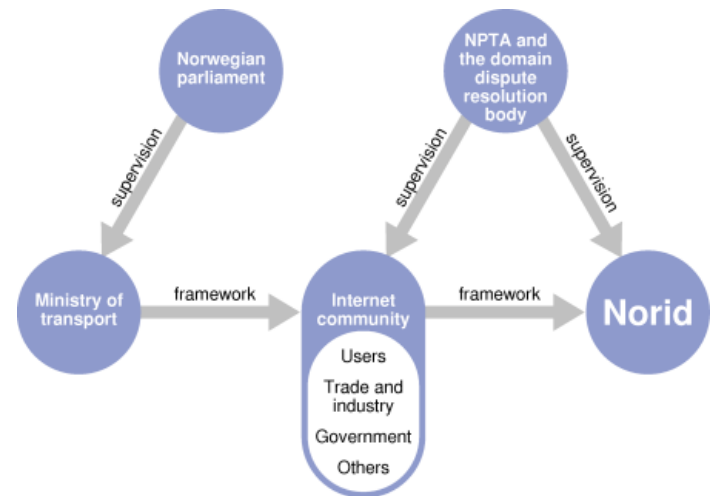 Norwegian
parliament
NPTA and
the domain
dispute
resolution
body
supervision
supervision
supervision
Ministry of
transport
framework
Internet
community
framework
Norid
Users
Trade and
industry
Government
Others